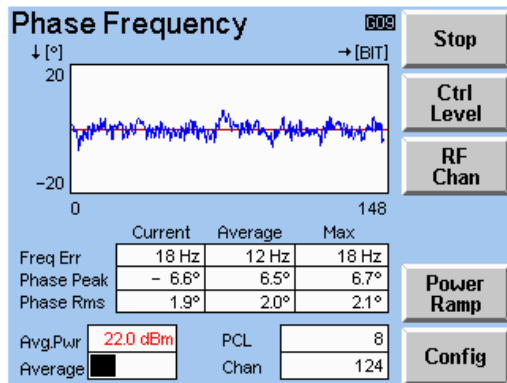 Phase Frequency
G09
Stop
↓ [°]
→ [BIT]
20
Ctrl
Level
RF
Chan
−20
0
148
Current Average Max
Freq Err 18 Hz 12 Hz 18 Hz
Phase Peak − 6.6° 6.5° 6.7°
Phase Rms 1.9° 2.0° 2.1°
Power
Ramp
Avg.Pwr 22.0 dBm PCL 8
Average Chan 124
Config